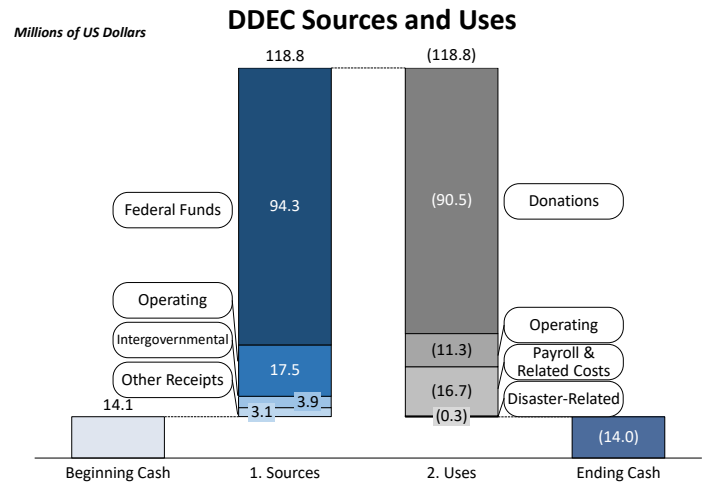 DDEC Sources and Uses
Millions of US Dollars
118.8
(118.8)
Federal Funds
94.3
(90.5)
Donations
Operating
Intergovernmental
Other Receipts
17.5
3.9
3.1
(11.3)
(16.7)
(0.3)
Operating
Payroll &
Related Costs
Disaster-Related
14.1
(14.0)
Beginning Cash
1. Sources
2. Uses
Ending Cash